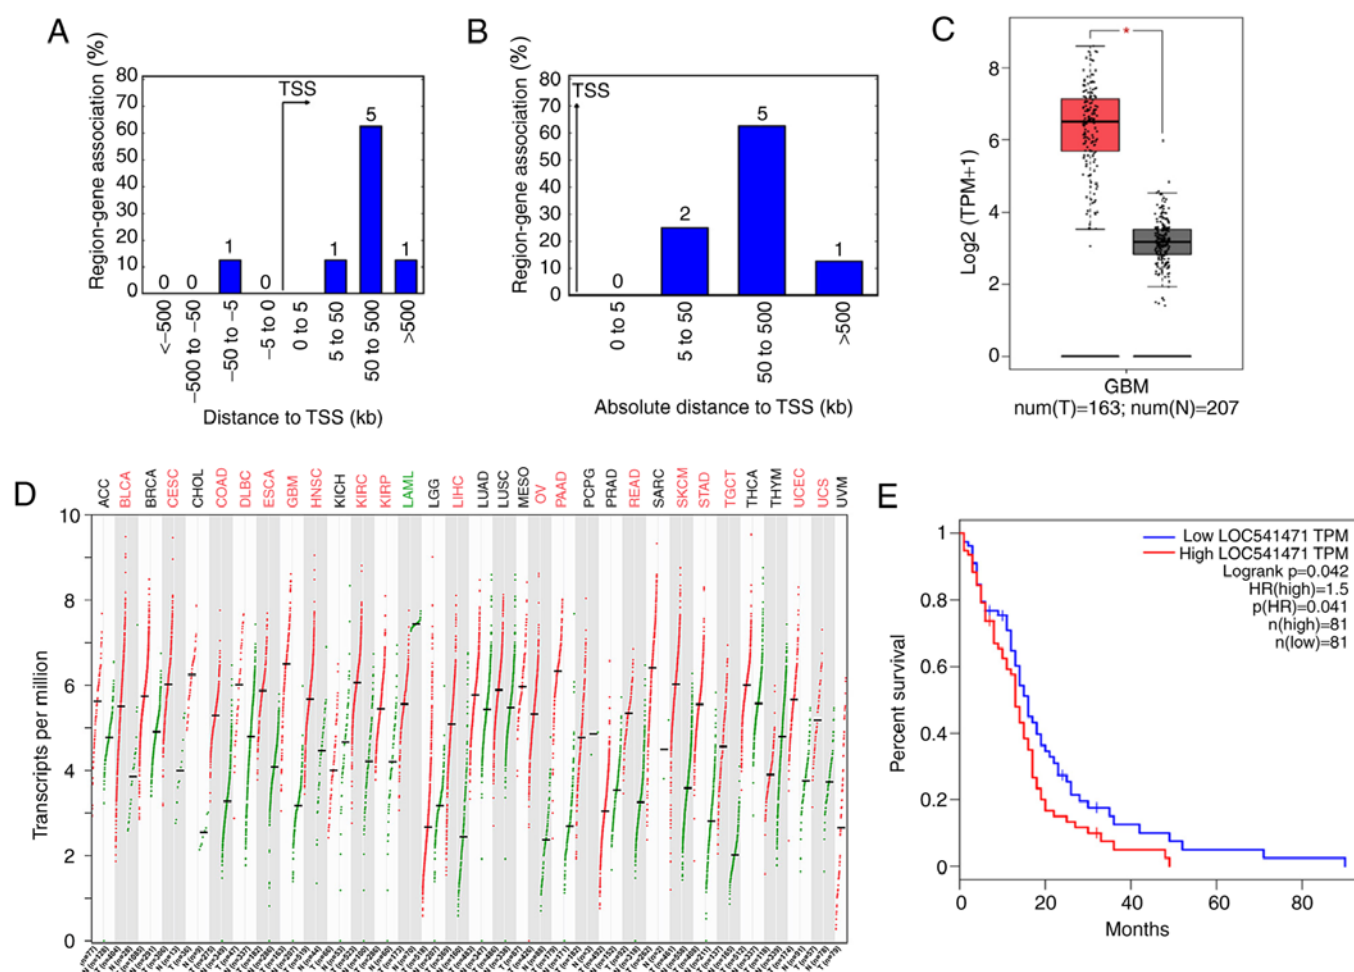 A
Region-gene association (%)
80
70
60
50
40
30
20
10
0
TSS
0
0
1
0
1
5
1
<–500
–500 to –50
–50 to –5
–5 to 0
0 to 5
5 to 50
50 to 500
>500
Distance to TSS (kb)
B
Region-gene association (%)
80
70
60
50
40
30
20
10
0
TSS
0
2
5
1
0 to 5
5 to 50
50 to 500
>500
Absolute distance to TSS (kb)
C
*
Log2 (TPM+1)
8
6
4
2
0
GBM
num(T)=163; num(N)=207
D
ACC
BLCA
BRCA
CESC
CHOL
COAD
DLBC
ESCA
GBM
HNSC
KICH
KIRC
KIRP
LAML
LGG
LIHC
LUAD
LUSC
MESO
OV
PAAD
PCPG
PRAD
READ
SARC
SKCM
STAD
TGCT
THCA
THYM
UCEC
UCS
UVM
Transcripts per million
10
8
6
4
2
0
E
Percent survival
1
0.8
0.6
0.4
0.2
0
Low LOC541471 TPM
High LOC541471 TPM
Logrank p=0.042
HR(high)=1.5
p(HR)=0.041
n(high)=81
n(low)=81
0
20
40
60
80
Months